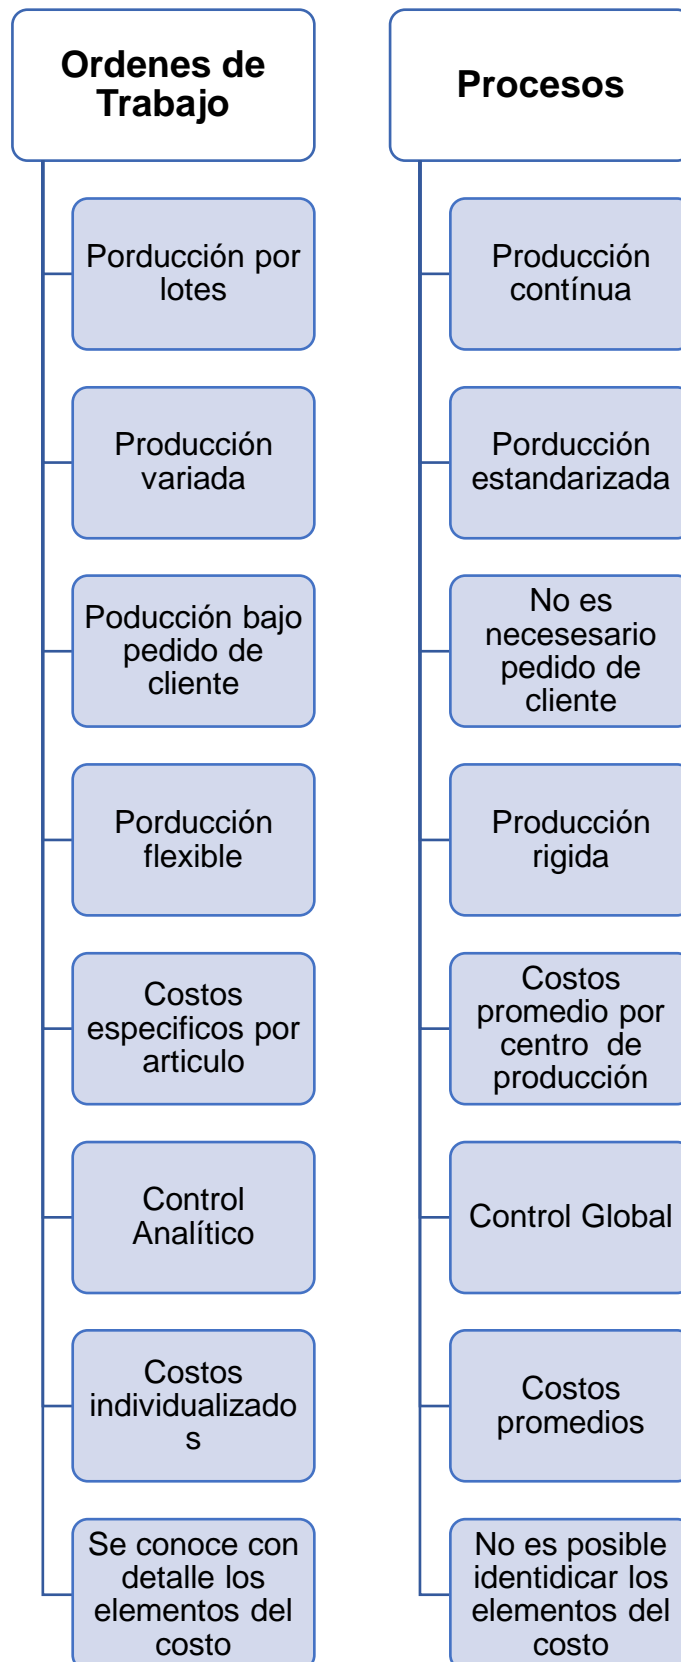 Ordenes de
Trabajo
Porducción por
lotes
Producción
variada
Poducción bajo
pedido de
cliente
Porducción
flexible
Costos
especificos por
articulo
Control
Analítico
Costos
individualizado
s
Se conoce con
detalle los
elementos del
costo
Procesos
Producción
contínua
Porducción
estandarizada
No es
necesesario
pedido de
cliente
Producción
rigida
Costos
promedio por
centro  de
producción
Control Global
Costos
promedios
No es posible
identidicar los
elementos del
costo